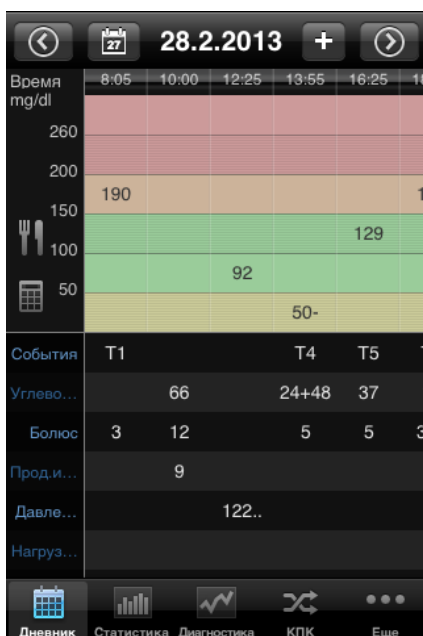 27 28.2.2013 +
Время 8:05 10:00 12:25 13:55 16:25
mg/dl
260
200
190
150
129
100
92
50
50-
События T1 T4 T5
Углево... 66 24+48 37
Болюс 3 12 5 5 3
Прод.и... 9
Давле... 122..
Нагруз...
Дневник Статистика Диагностика КПК Еще